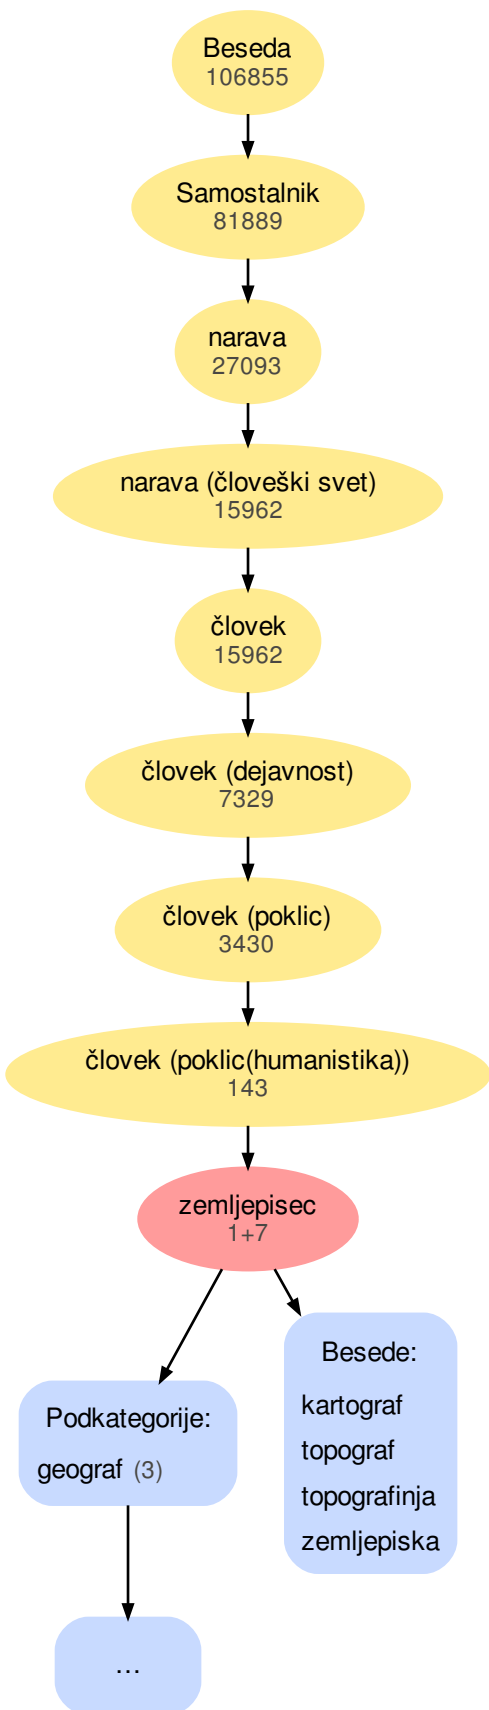 Beseda
106855
Samostalnik
81889
narava
27093
narava (človeški svet)
15962
človek
15962
človek (dejavnost)
7329
človek (poklic)
3430
človek (poklic(humanistika))
143
zemljepisec
1+7
Podkategorije:
geograf (3)
...
Besede:
kartograf
topograf
topografinja
zemljepiska